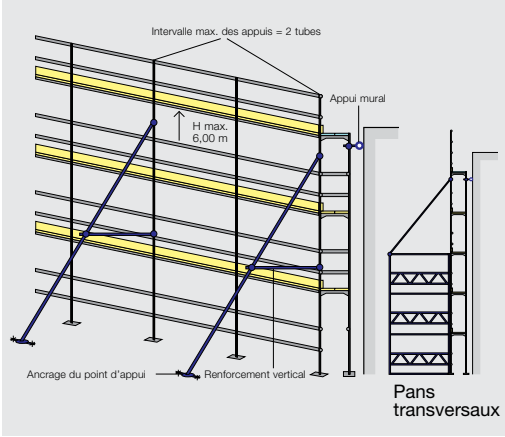 Intervalle max. des appuis = 2 tubes
Appui mural
H max.
6,00 m
Ancrage du point d'appui
Renforcement vertical
Pans
transversaux